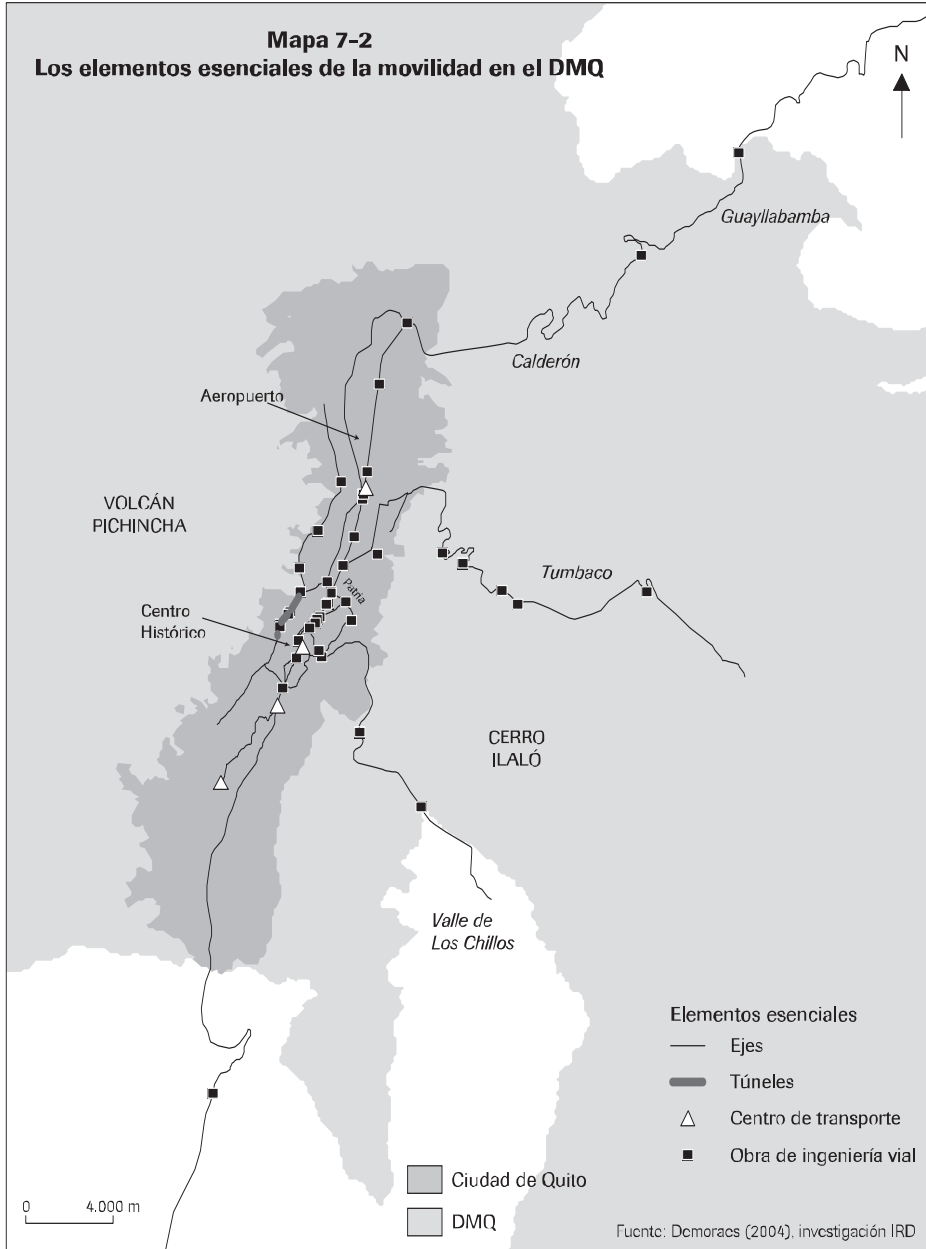 Mapa 7-2
Los elementos esenciales de la movilidad en el DMQ
N
Guayllabamba
Calderón
Aeropuerto
VOLCÁN
PICHINCHA
Tumbaco
Patria
Centro
Histórico
CERRO
ILALÓ
Valle de
Los Chillos
Elementos esenciales
Ejes
Túneles
Centro de transporte
Obra de ingeniería vial
Ciudad de Quito
DMQ
0 4.000 m
Fuente: Demoraes (2004), investigación IRD